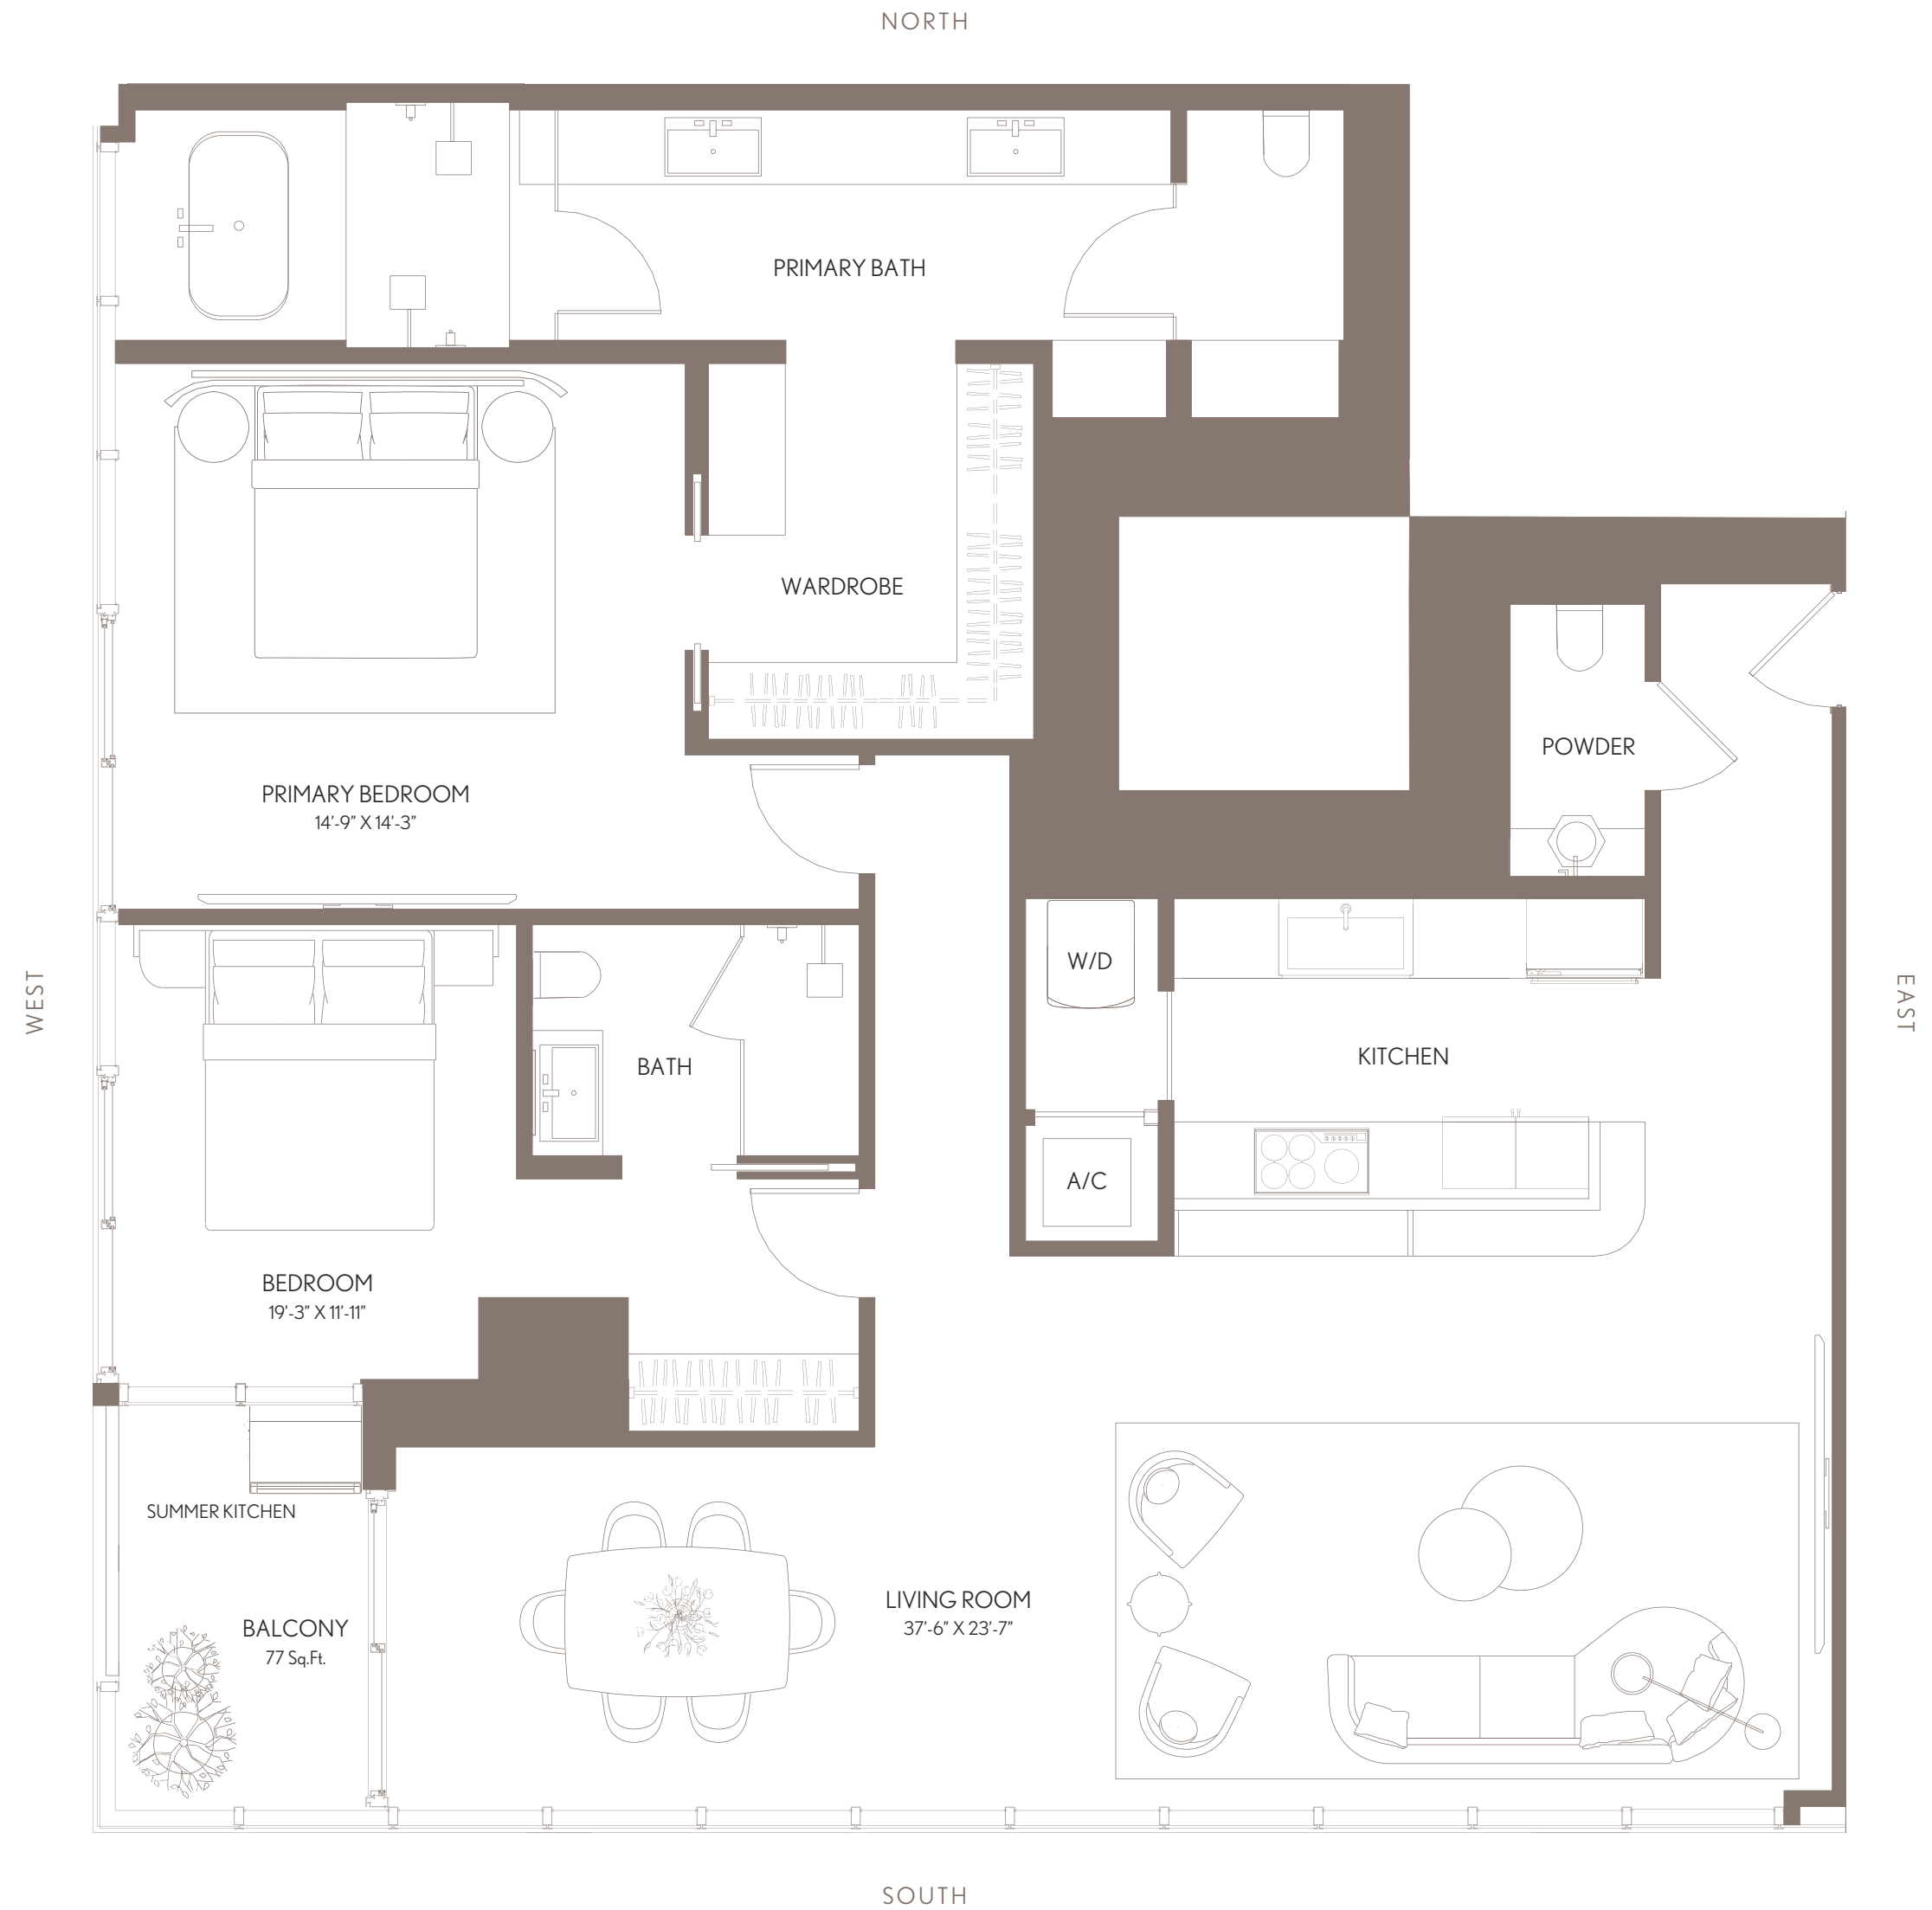 NORTH
PRIMARY BATH
WARDROBE
POWDER
PRIMARY BEDROOM
14'-9" X 14'-3"
W/D
WEST
EAST
KITCHEN
BATH
A/C
BEDROOM
19'-3" X 11'-11"
SUMMER KITCHEN
LIVING ROOM
37'-6" X 23'-7"
BALCONY
77 Sq.Ft.
SOUTH